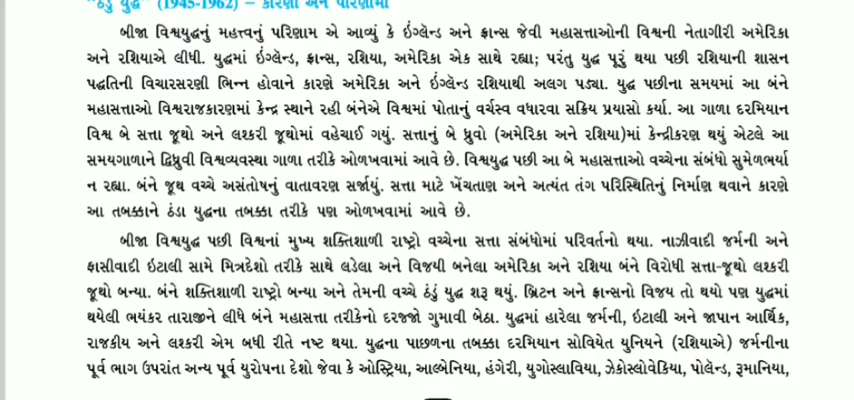 "ઠંડુ યુદ્ધ" (1945-1962) – કારણો અને પરિણામો
બીજા વિશ્વયુદ્ધનું મહત્ત્વનું પરિણામ એ આવ્યું કે ઇંગ્લૅન્ડ અને ફ્રાન્સ જેવી મહાસત્તાઓની વિશ્વની નેતાગીરી અમેરિકા
અને રશિયાએ લીધી. યુદ્ધમાં ઇંગ્લૅન્ડ, ફ્રાન્સ, રશિયા, અમેરિકા એક સાથે રહ્યા; પરંતુ યુદ્ધ પૂરું થયા પછી રશિયાની શાસન
પદ્ધતિની વિચારસરણી ભિન્ન હોવાને કારણે અમેરિકા અને ઇંગ્લૅન્ડ રશિયાથી અલગ પડ્યા. યુદ્ધ પછીના સમયમાં આ બંને
મહાસત્તાઓ વિશ્વરાજકારણમાં કેન્દ્ર સ્થાને રહી બંનેએ વિશ્વમાં પોતાનું વર્ચસ્વ વધારવા સક્રિય પ્રયાસો કર્યા. આ ગાળા દરમિયાન
વિશ્વ બે સત્તા જૂથો અને લશ્કરી જૂથોમાં વહેચાઈ ગયું. સત્તાનું બે ધ્રુવો (અમેરિકા અને રશિયા)માં કેન્દ્રીકરણ થયું એટલે આ
સમયગાળાને દ્વિધ્રુવી વિશ્વવ્યવસ્થા ગાળા તરીકે ઓળખવામાં આવે છે. વિશ્વયુદ્ધ પછી આ બે મહાસત્તાઓ વચ્ચેના સંબંધો સુમેળભર્યા
ન રહ્યા. બંને જૂથ વચ્ચે અસંતોષનું વાતાવરણ સર્જાયું. સત્તા માટે ખેંચતાણ અને અત્યંત તંગ પરિસ્થિતિનું નિર્માણ થવાને કારણે
આ તબક્કાને ઠંડા યુદ્ધના તબક્કા તરીકે પણ ઓળખવામાં આવે છે.
બીજા વિશ્વયુદ્ધ પછી વિશ્વનાં મુખ્ય શક્તિશાળી રાષ્ટ્રો વચ્ચેના સત્તા સંબંધોમાં પરિવર્તનો થયા. નાઝીવાદી જર્મની અને
ફાસીવાદી ઇટાલી સામે મિત્રદેશો તરીકે સાથે લડેલા અને વિજયી બનેલા અમેરિકા અને રશિયા બંને વિરોધી સત્તા-જૂથો લશ્કરી
જૂથો બન્યા. બંને શક્તિશાળી રાષ્ટ્રો બન્યા અને તેમની વચ્ચે ઠંડું યુદ્ધ શરૂ થયું. બ્રિટન અને ફ્રાન્સનો વિજય તો થયો પણ યુદ્ધમાં
થયેલી ભયંકર તારાજીને લીધે બંને મહાસત્તા તરીકેનો દરજ્જો ગુમાવી બેઠા. યુદ્ધમાં હારેલા જર્મની, ઇટાલી અને જાપાન આર્થિક,
રાજકીય અને લશ્કરી એમ બધી રીતે નષ્ટ થયા. યુદ્ધના પાછળના તબક્કા દરમિયાન સોવિયેત યુનિયને (રશિયાએ) જર્મનીના
પૂર્વ ભાગ ઉપરાંત અન્ય પૂર્વ યુરોપના દેશો જેવા કે ઓસ્ટ્રિયા, આલ્બેનિયા, હંગેરી, યુગોસ્લાવિયા, ઝેકોસ્લોવેકિયા, પોલૅન્ડ, રૂમાનિયા,